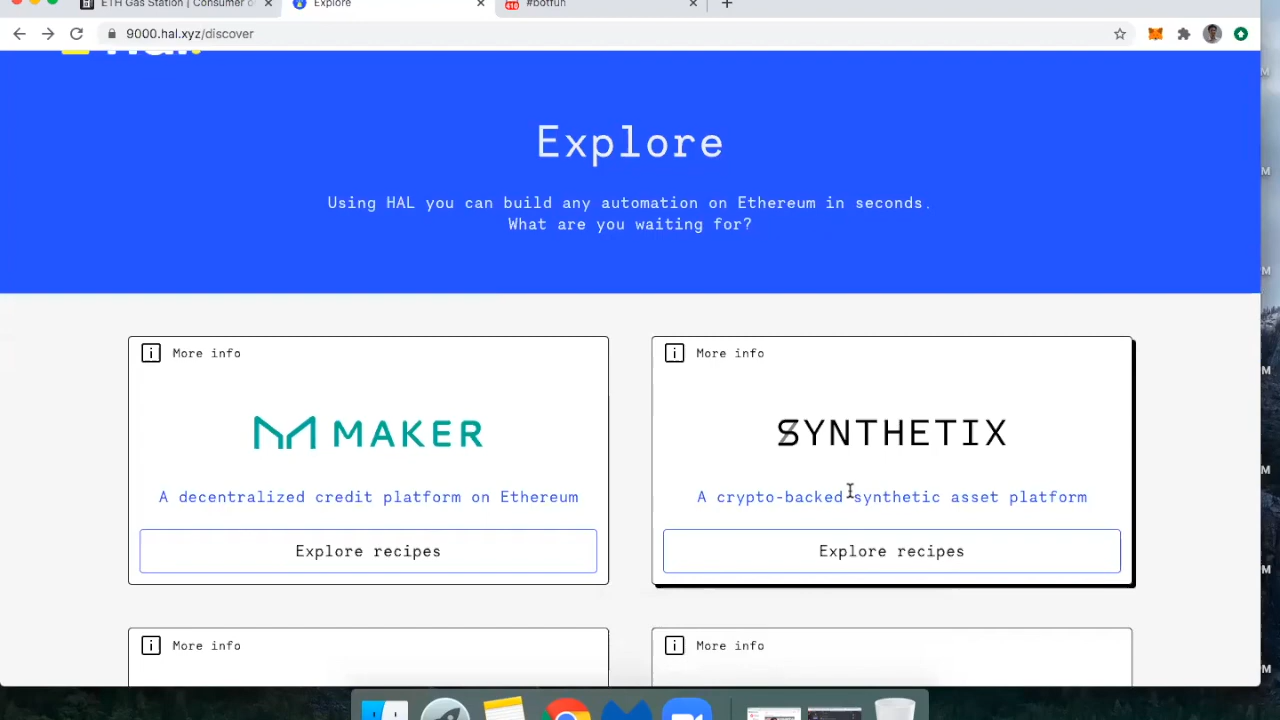 ETH Gas Station | Consumer o
Explore
#botfun
9000.hal.xyz/discover
hal.
Explore
Using HAL you can build any automation on Ethereum in seconds.
What are you waiting for?
More info
MAKER
A decentralized credit platform on Ethereum
Explore recipes
More info
SYNTHETIX
A crypto-backed synthetic asset platform
Explore recipes
More info
More info